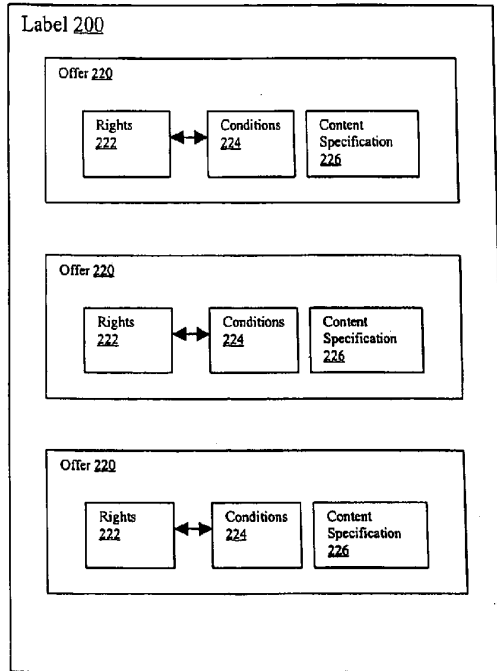 Label 200
Offer 220
Rights
222
Conditions
224
Content
Specification
226
Offer 220
Rights
222
Conditions
224
Content
Specification
226
Offer 220
Rights
222
Conditions
224
Content
Specification
226